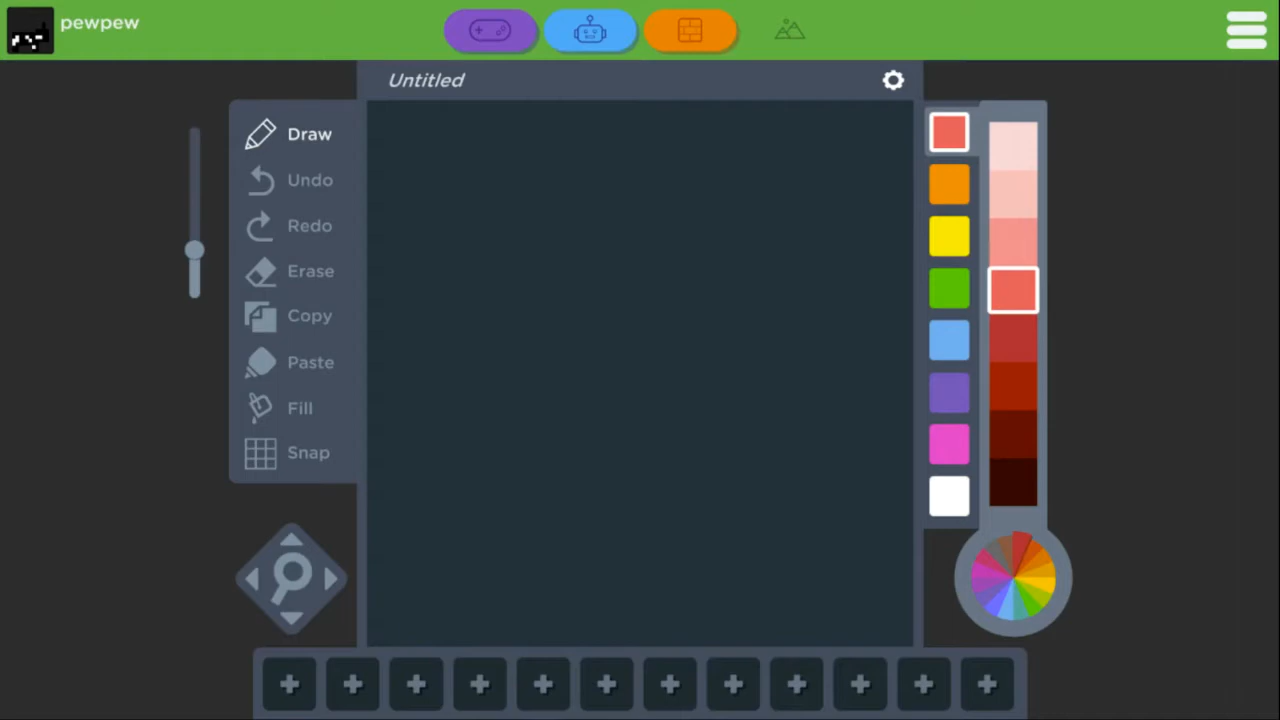 pewpew
Untitled
Draw
Undo
Redo
Erase
Copy
Paste
Fill
Snap